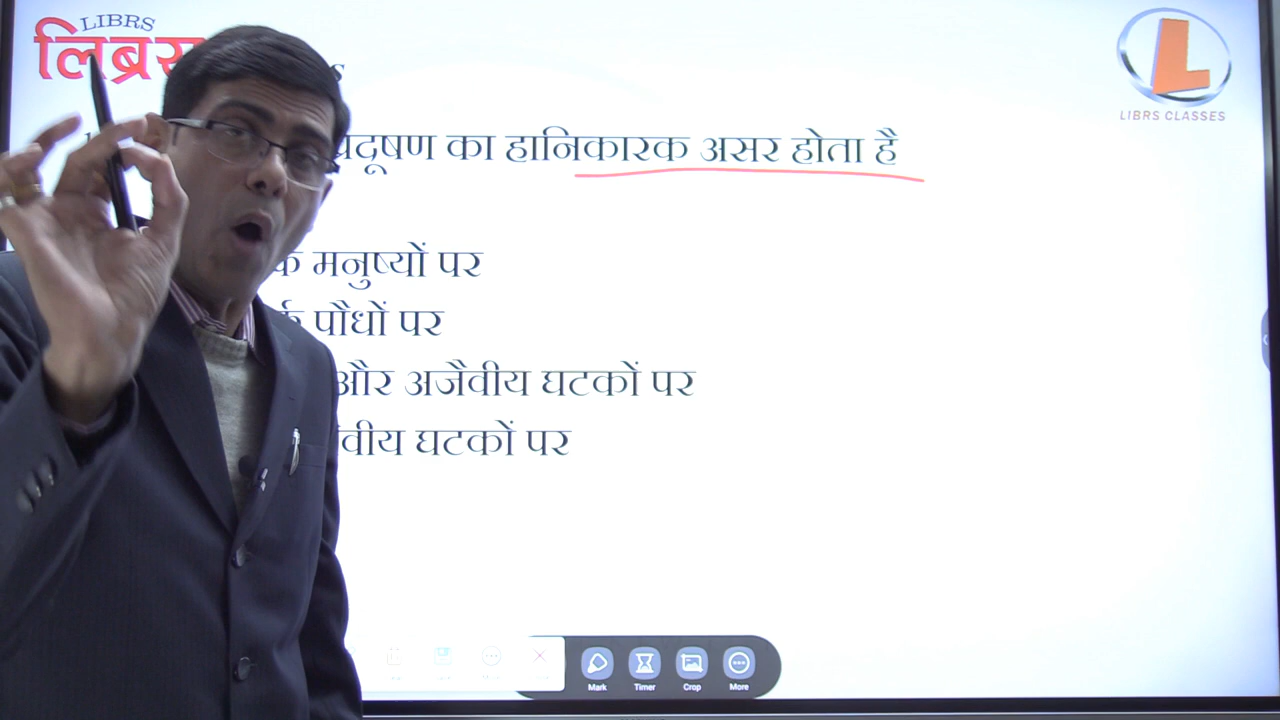 LIBRS
लिब्रस
LIBRS CLASSES
प्रदूषण का हानिकारक असर होता है
मनुष्यों पर
पौधों पर
और अजैवीय घटकों पर
घटकों पर
Mark Timer Crop More